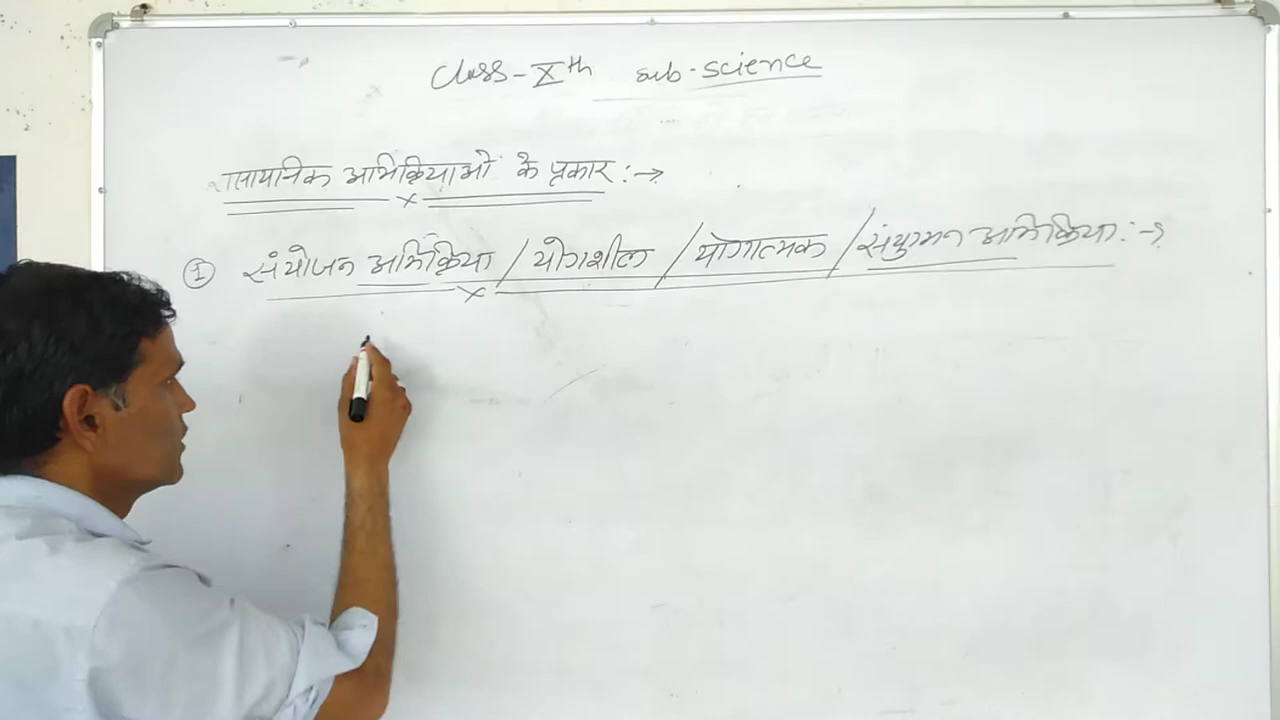 Class-Xth sub-science
रासायनिक अभिक्रियाओं के प्रकार :→
① संयोजन अभिक्रिया / योगशील / योगात्मक / संयुग्मन अभिक्रिया :→